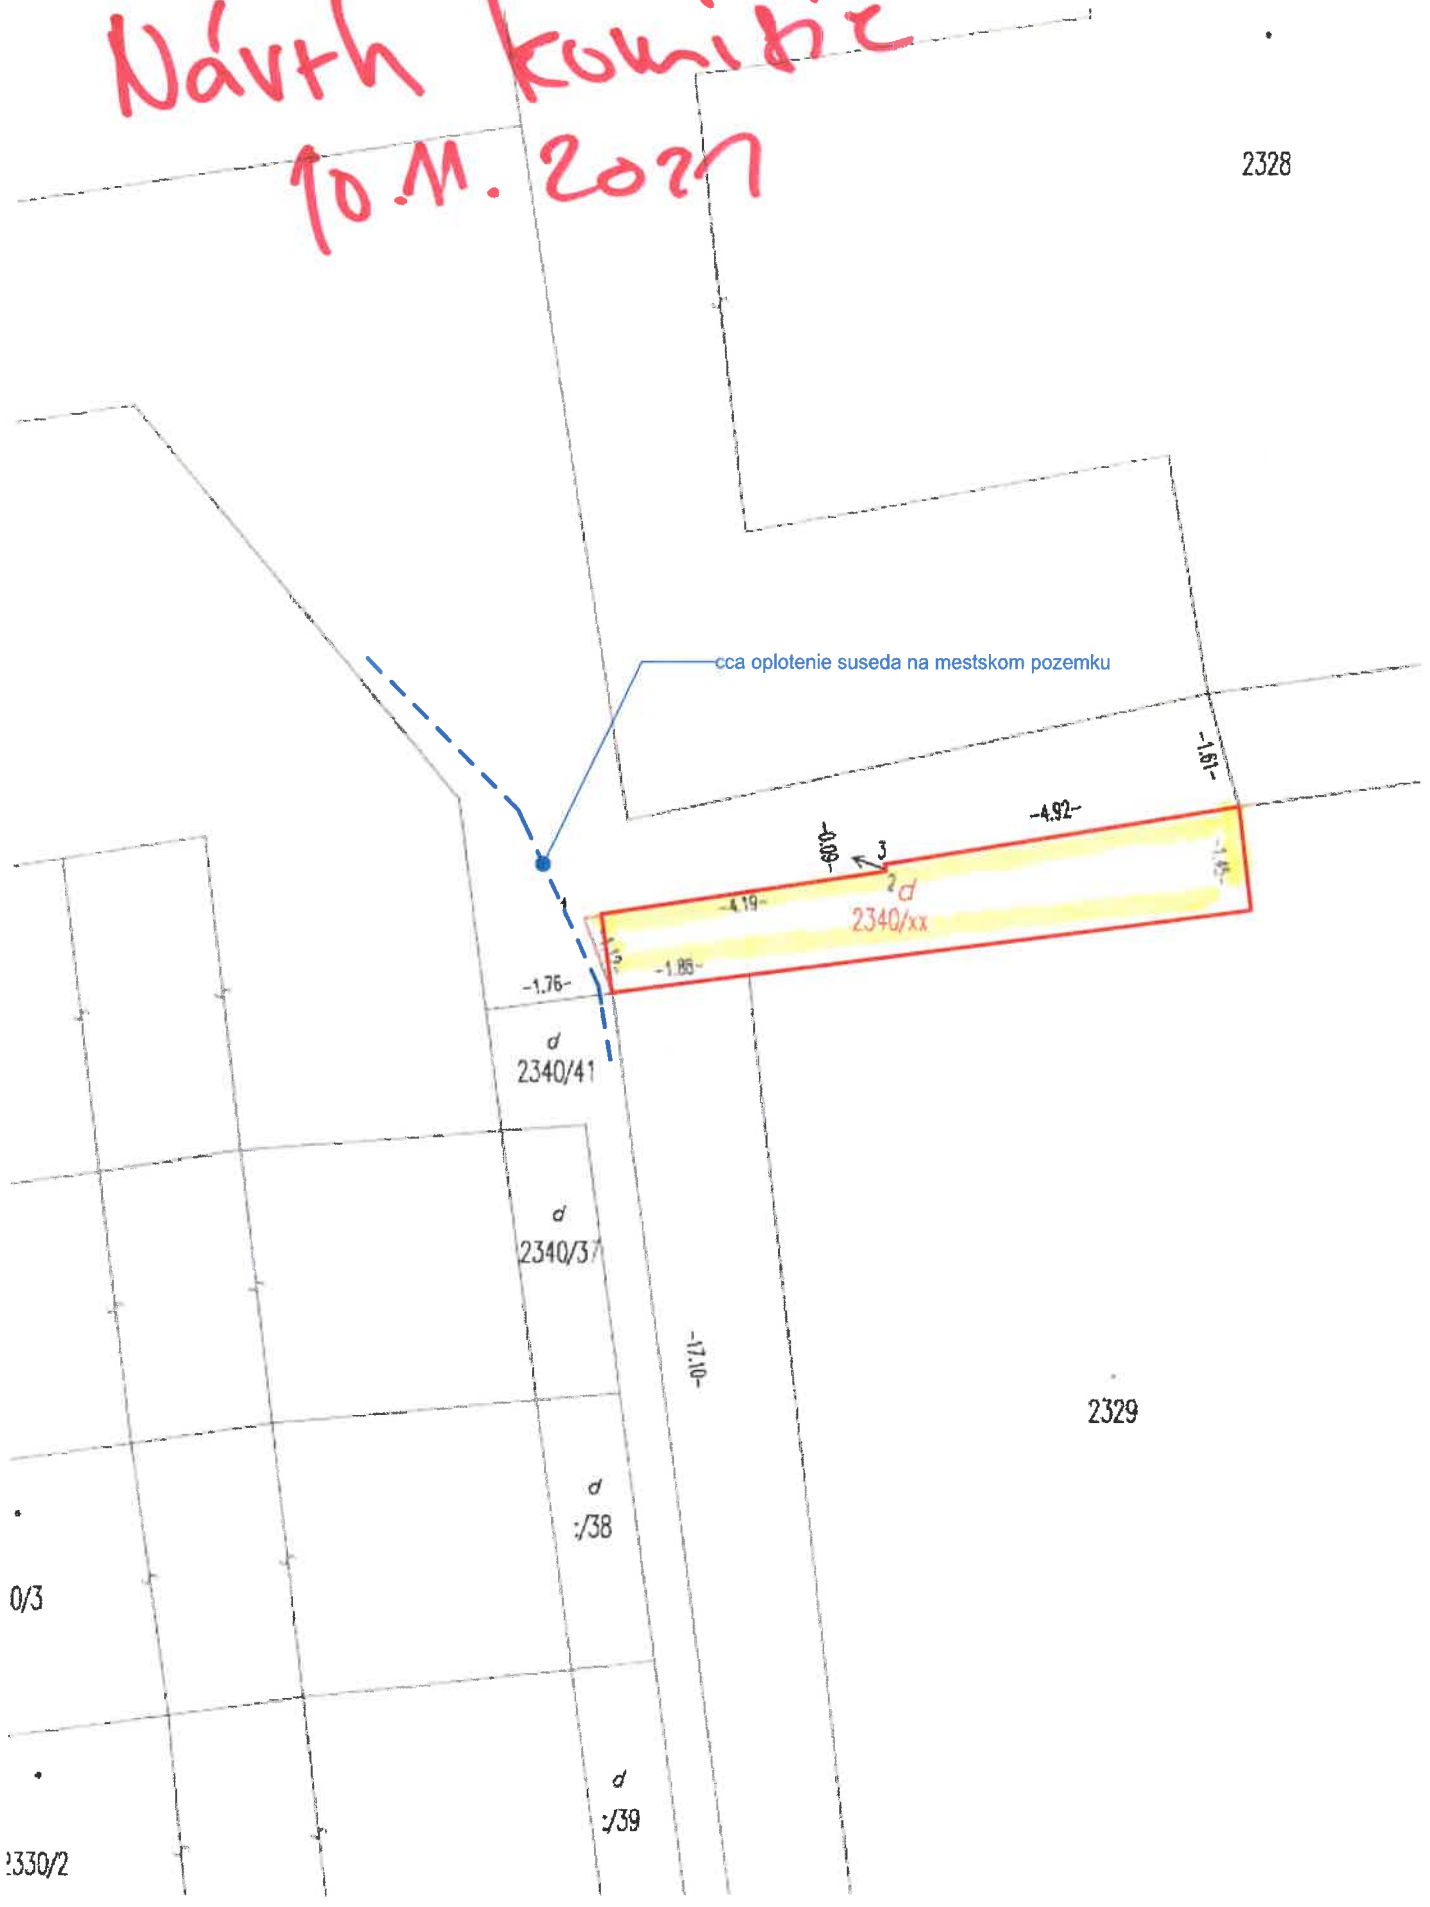 Návrh komisie
10.11.2021
2328
cca oplotenie suseda na mestskom pozemku
-1.61-
-4.92-
-0.09-
3
2
d
2340/xx
-1.45-
-4.19-
1
-1.86-
-1.76-
d
2340/41
d
2340/37
-17.10-
2329
d
:/38
0/3
d
:/39
2330/2